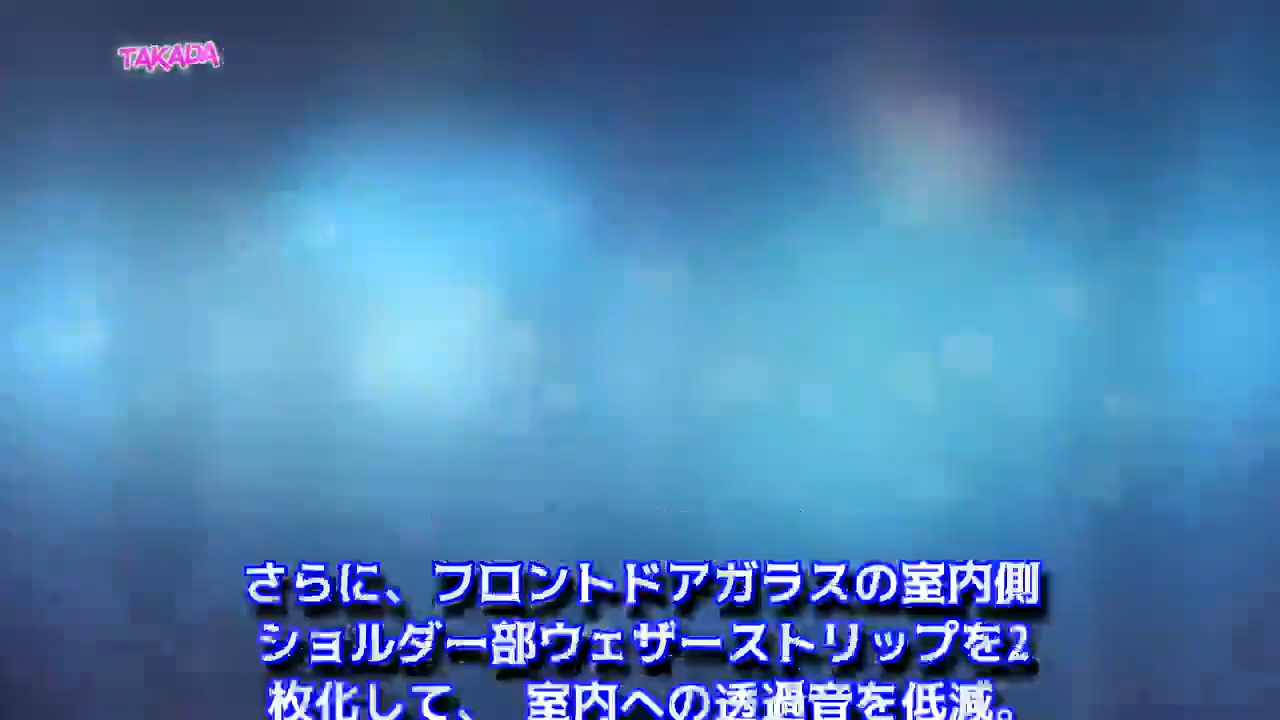 TAKADA
さらに、フロントドアガラスの室内側
ショルダー部ウェザーストリップを2
枚化して、 室内への透過音を低減。